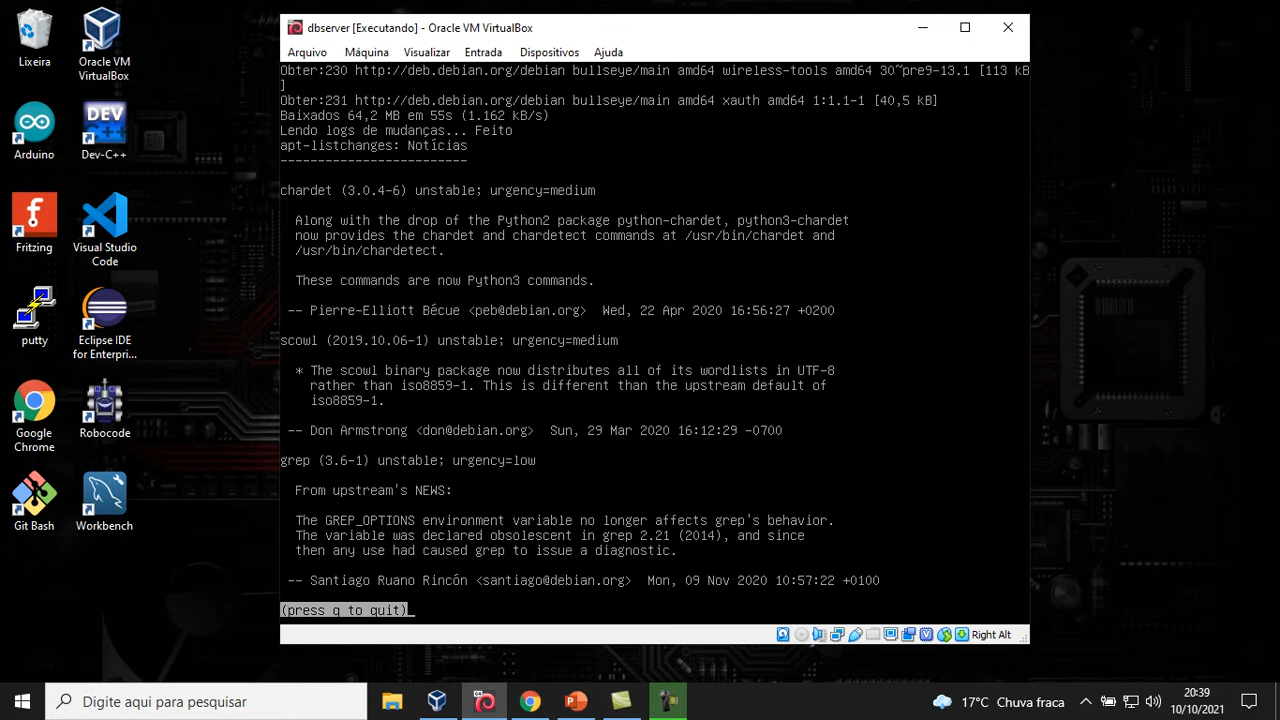 dbserver [Executando] - Oracle VM VirtualBox
Arquivo Máquina Visualizar Entrada Dispositivos Ajuda
Obter:230 http://deb.debian.org/debian bullseye/main amd64 wireless-tools amd64 30~pre9-13.1 [113 kB
]
Obter:231 http://deb.debian.org/debian bullseye/main amd64 xauth amd64 1:1.1-1 [40,5 kB]
Baixados 64,2 MB em 55s (1.162 kB/s)
Lendo logs de mudanças... Feito
apt-listchanges: Notícias
-------------------------
chardet (3.0.4-6) unstable; urgency=medium
Along with the drop of the Python2 package python-chardet, python3-chardet
now provides the chardet and chardetect commands at /usr/bin/chardet and
/usr/bin/chardetect.
These commands are now Python3 commands.
-- Pierre-Elliott Bécue <peb@debian.org>  Wed, 22 Apr 2020 16:56:27 +0200
scowl (2019.10.06-1) unstable; urgency=medium
* The scowl binary package now distributes all of its wordlists in UTF-8
rather than iso8859-1. This is different than the upstream default of
iso8859-1.
-- Don Armstrong <don@debian.org>  Sun, 29 Mar 2020 16:12:29 -0700
grep (3.6-1) unstable; urgency=low
From upstream's NEWS:
The GREP_OPTIONS environment variable no longer affects grep's behavior.
The variable was declared obsolescent in grep 2.21 (2014), and since
then any use had caused grep to issue a diagnostic.
-- Santiago Ruano Rincón <santiago@debian.org>  Mon, 09 Nov 2020 10:57:22 +0100
(press q to quit)
Right Alt
Lixeira
Oracle VM
VirtualBox
Arduino
DEV
Dev-C++
Fritzing
Visual Studio
Code
putty
Eclipse IDE
for Enterpri...
Google
Chrome
Robocode
Git Bash
Workbench
Digite aqui para pesquisar
17°C Chuva fraca
20:39
10/10/2021